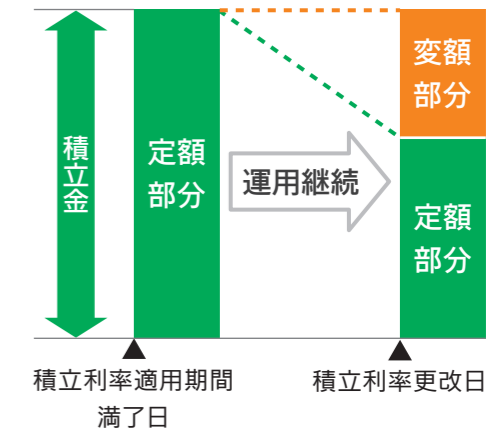 積立金
定額
部分
運用継続
変額
部分
定額
部分
積立利率適用期間
満了日
積立利率更改日